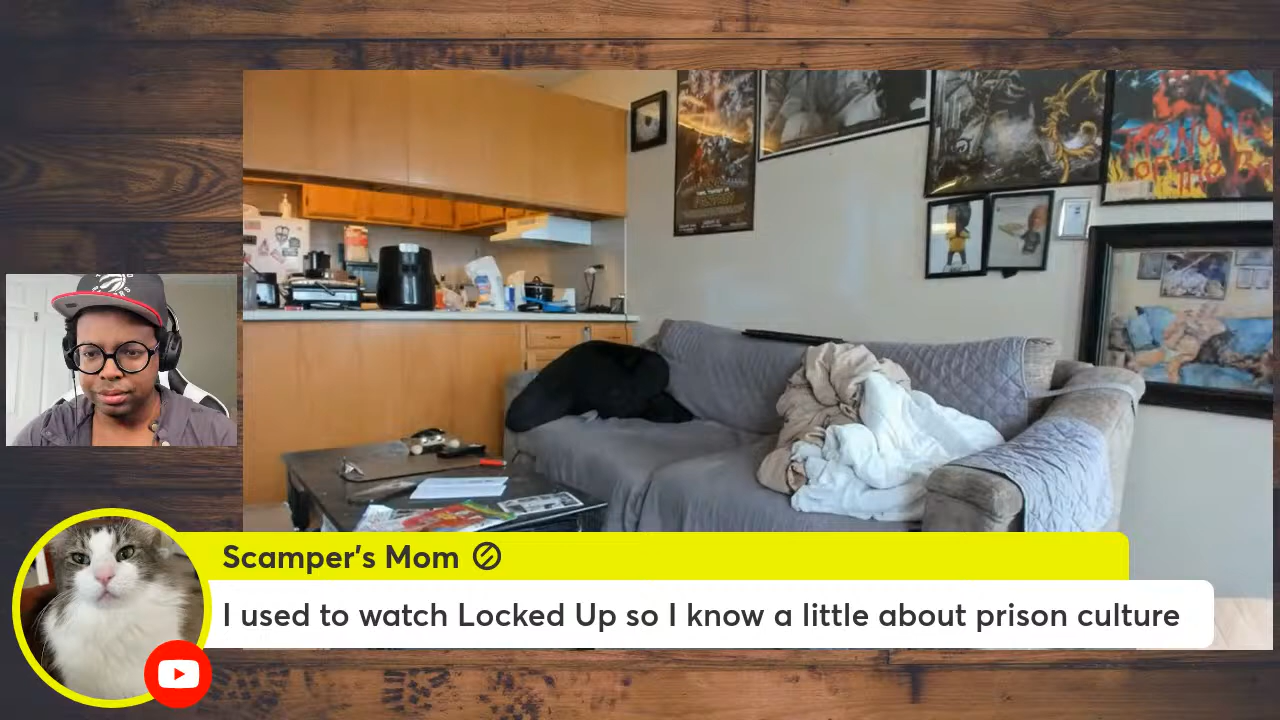 Scamper's Mom
I used to watch Locked Up so I know a little about prison culture